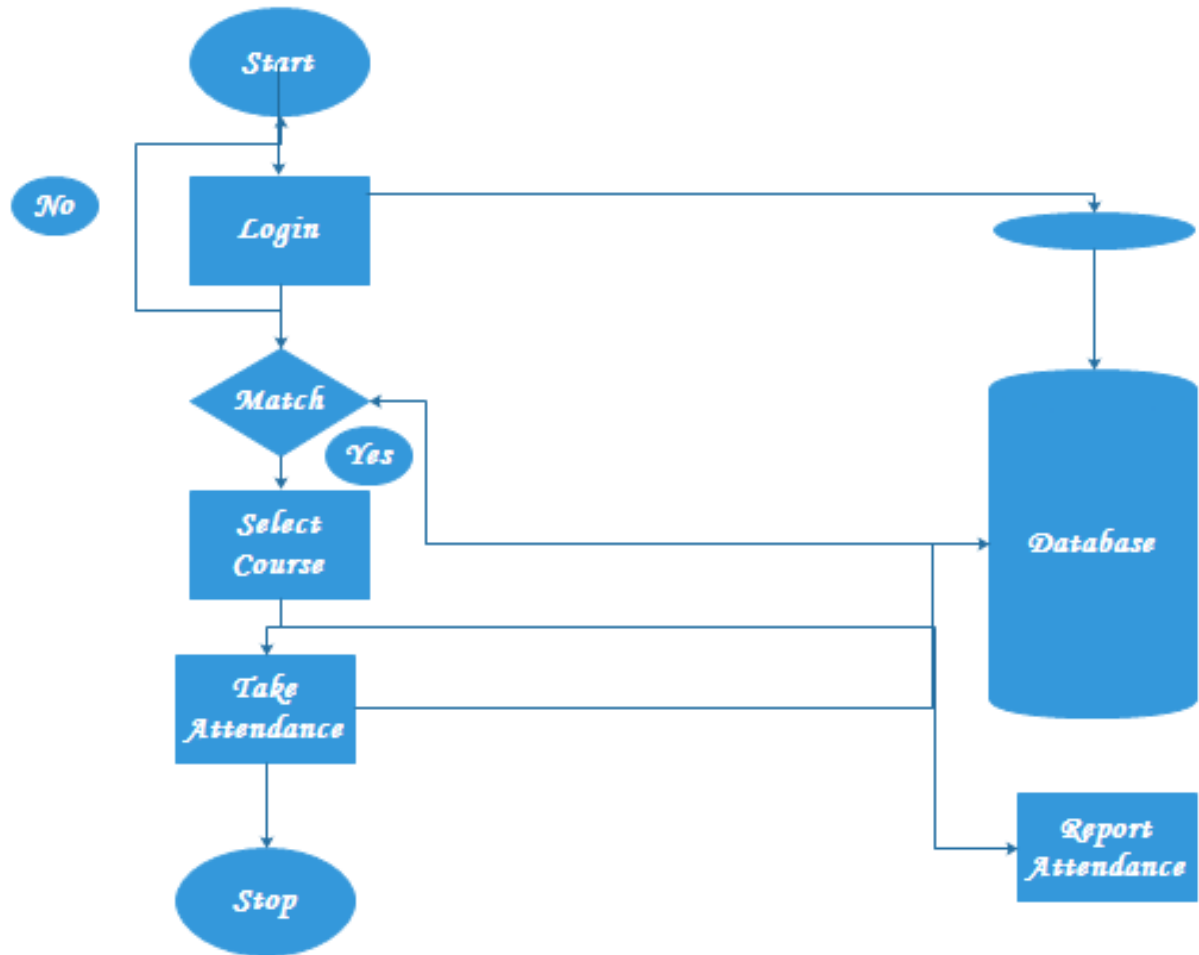 Start
No
Login
Match
Yes
Select
Course
Database
Take
Attendance
Report
Attendance
Stop